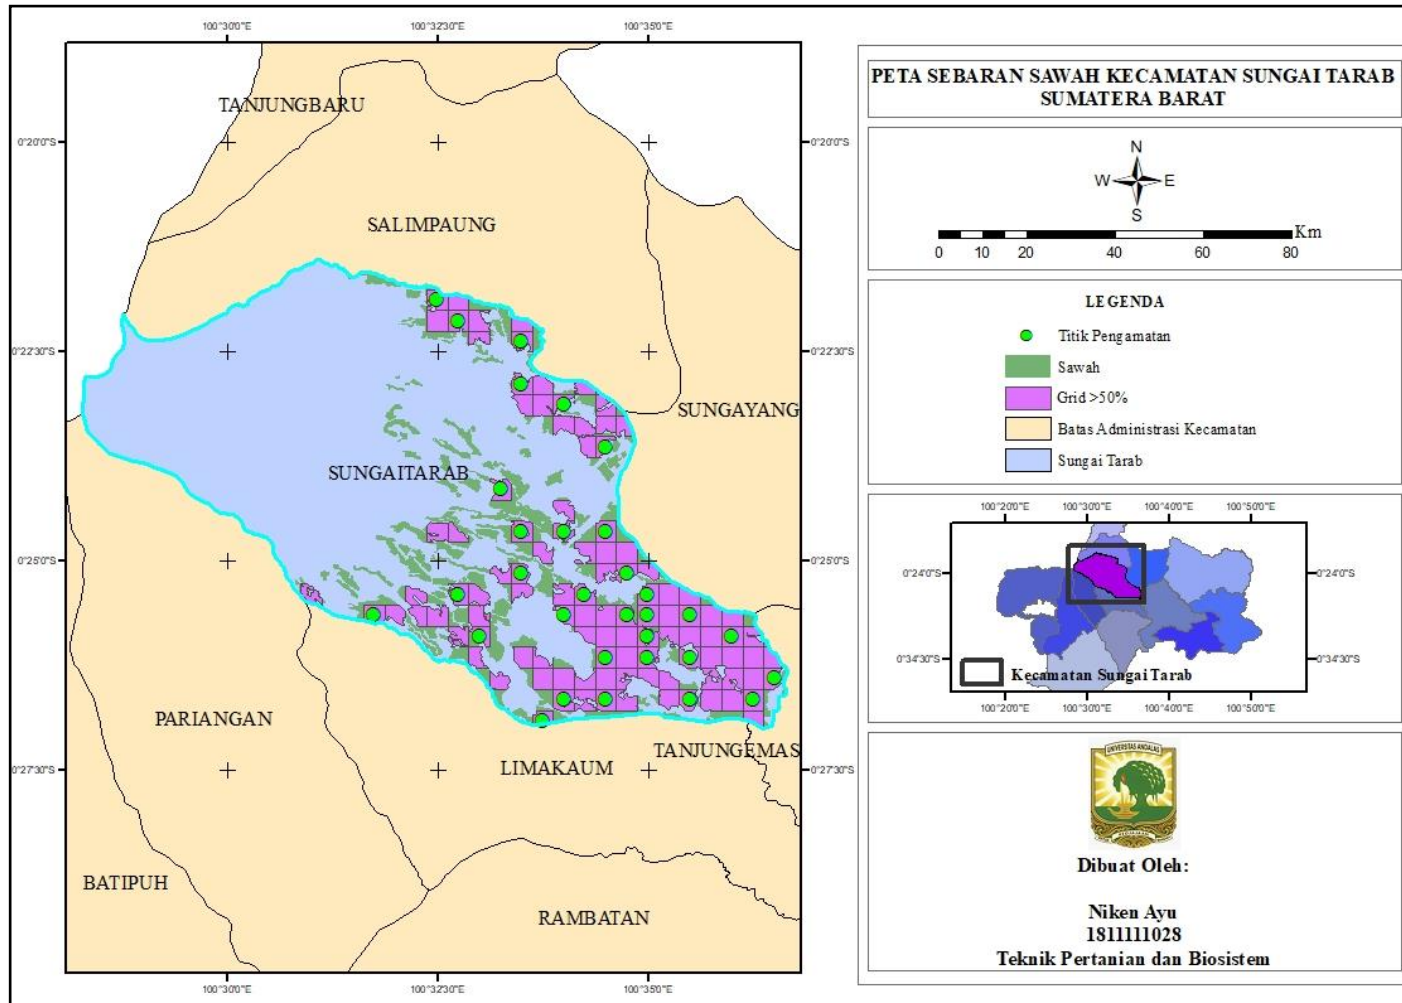 100°30'0"E 100°32'30"E 100°35'0"E
0°20'0"S 0°20'0"S
0°22'30"S 0°22'30"S
0°25'0"S 0°25'0"S
0°27'30"S 0°27'30"S
100°30'0"E 100°32'30"E 100°35'0"E
TANJUNGBARU
SALIMPAUNG
SUNGAYANG
SUNGAITARAB
PARIANGAN
TANJUNGEMAS
LIMAKAUM
BATIPUH
RAMBATAN
PETA SEBARAN SAWAH KECAMATAN SUNGAI TARAB
SUMATERA BARAT
N
W E
S
Km
0 10 20 40 60 80
LEGENDA
Titik Pengamatan
Sawah
Grid >50%
Batas Administrasi Kecamatan
Sungai Tarab
100°20'0"E 100°30'0"E 100°40'0"E 100°50'0"E
0°24'0"S 0°24'0"S
0°34'30"S 0°34'30"S
Kecamatan Sungai Tarab
100°20'0"E 100°30'0"E 100°40'0"E 100°50'0"E
UNIVERSITAS ANDALAS
Dibuat Oleh:
Niken Ayu
1811111028
Teknik Pertanian dan Biosistem